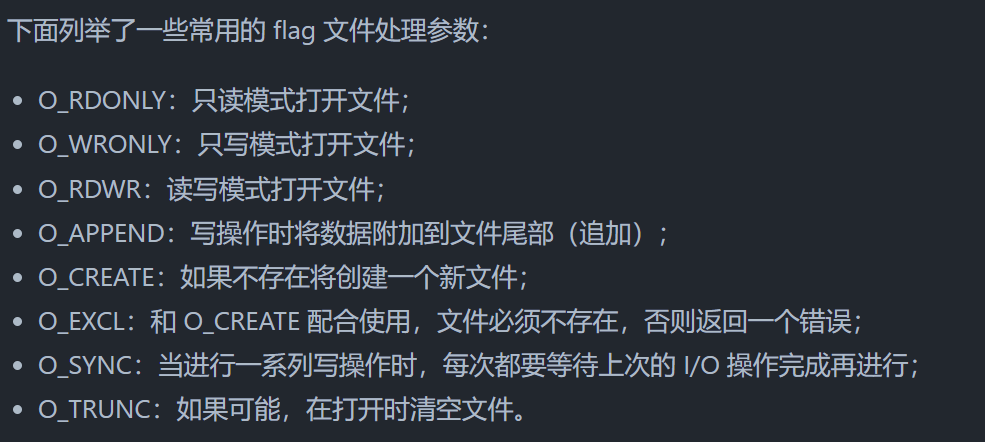 下面列举了一些常用的 flag 文件处理参数：
• O_RDONLY：只读模式打开文件；
• O_WRONLY：只写模式打开文件；
• O_RDWR：读写模式打开文件；
• O_APPEND：写操作时将数据附加到文件尾部（追加）；
• O_CREATE：如果不存在将创建一个新文件；
• O_EXCL：和 O_CREATE 配合使用，文件必须不存在，否则返回一个错误；
• O_SYNC：当进行一系列写操作时，每次都要等待上次的 I/O 操作完成再进行；
• O_TRUNC：如果可能，在打开时清空文件。